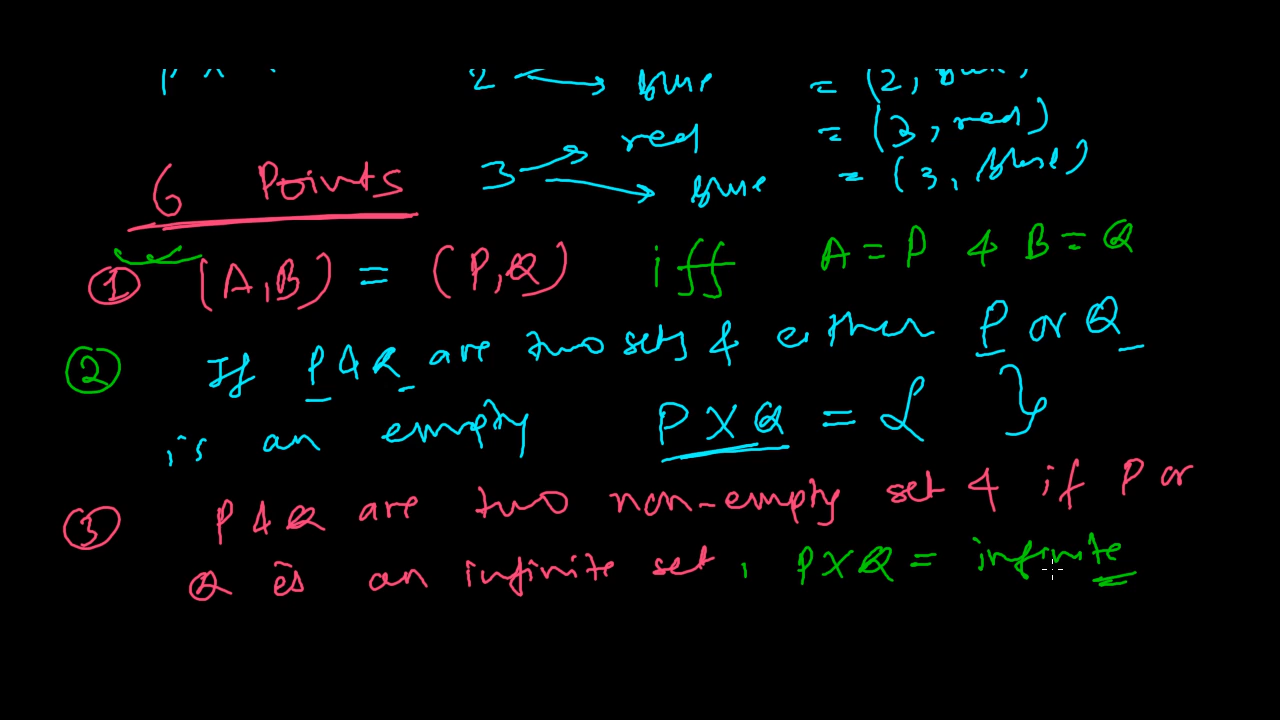 2 → blue = (2, blue)
red = (3, red)
3 → blue = (3, blue)
6 Points
① (A,B) = (P,Q) iff A = P & B = Q
② If P & Q are two sets & either P or Q
is an empty P X Q = { }
③ P & Q are two non-empty set & if P or
Q is an infinite set, P X Q = infinite